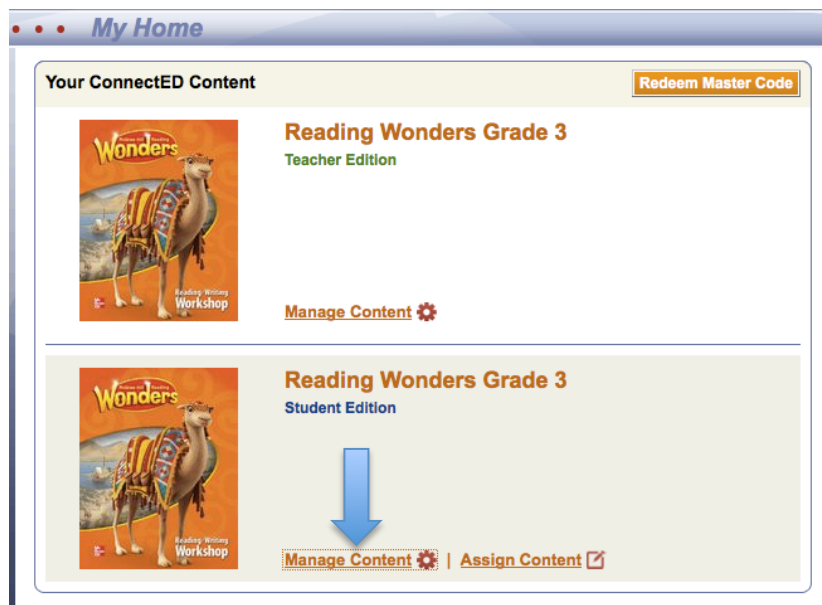 My Home
Your ConnectED Content
Redeem Master Code
Wonders
Reading/Writing
Workshop
Reading Wonders Grade 3
Teacher Edition
Manage Content
Wonders
Reading/Writing
Workshop
Reading Wonders Grade 3
Student Edition
Manage Content | Assign Content